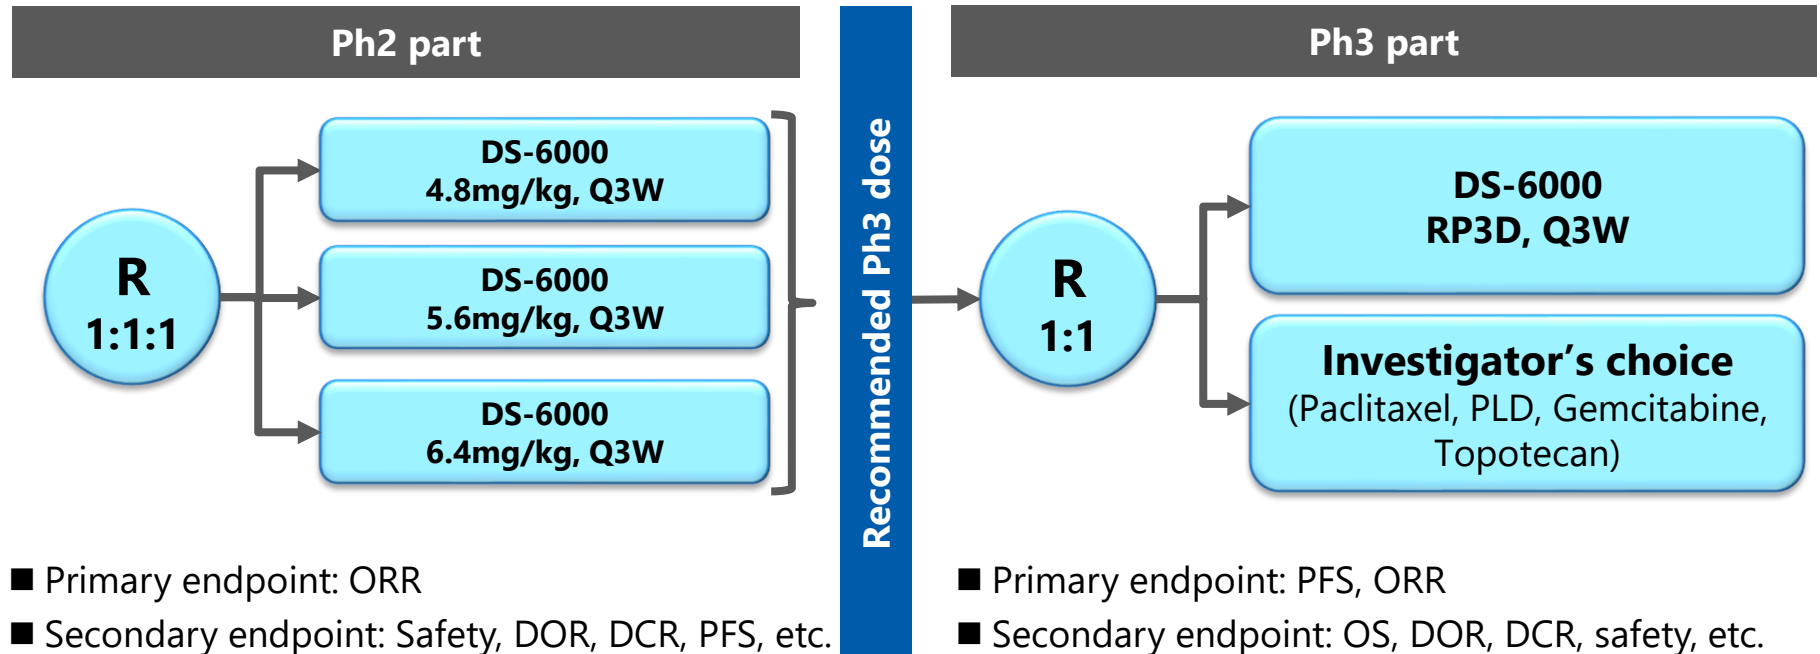 Ph2 part
R
1:1:1
DS-6000
4.8mg/kg, Q3W
DS-6000
5.6mg/kg, Q3W
DS-6000
6.4mg/kg, Q3W
■ Primary endpoint: ORR
■ Secondary endpoint: Safety, DOR, DCR, PFS, etc.
Recommended Ph3 dose
Ph3 part
R
1:1
DS-6000
RP3D, Q3W
Investigator’s choice
(Paclitaxel, PLD, Gemcitabine,
Topotecan)
■ Primary endpoint: PFS, ORR
■ Secondary endpoint: OS, DOR, DCR, safety, etc.